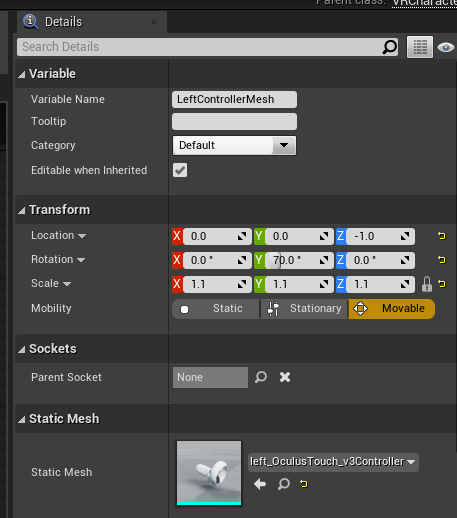 Parent class: VRCharacte
Details
Search Details
Variable
Variable Name LeftControllerMesh
Tooltip
Category Default
Editable when Inherited
Transform
Location X 0.0 Y 0.0 Z -1.0
Rotation X 0.0 ° Y 70.0 ° Z 0.0 °
Scale X 1.1 Y 1.1 Z 1.1
Mobility Static Stationary Movable
Sockets
Parent Socket None
Static Mesh
Static Mesh left_OculusTouch_v3Controller